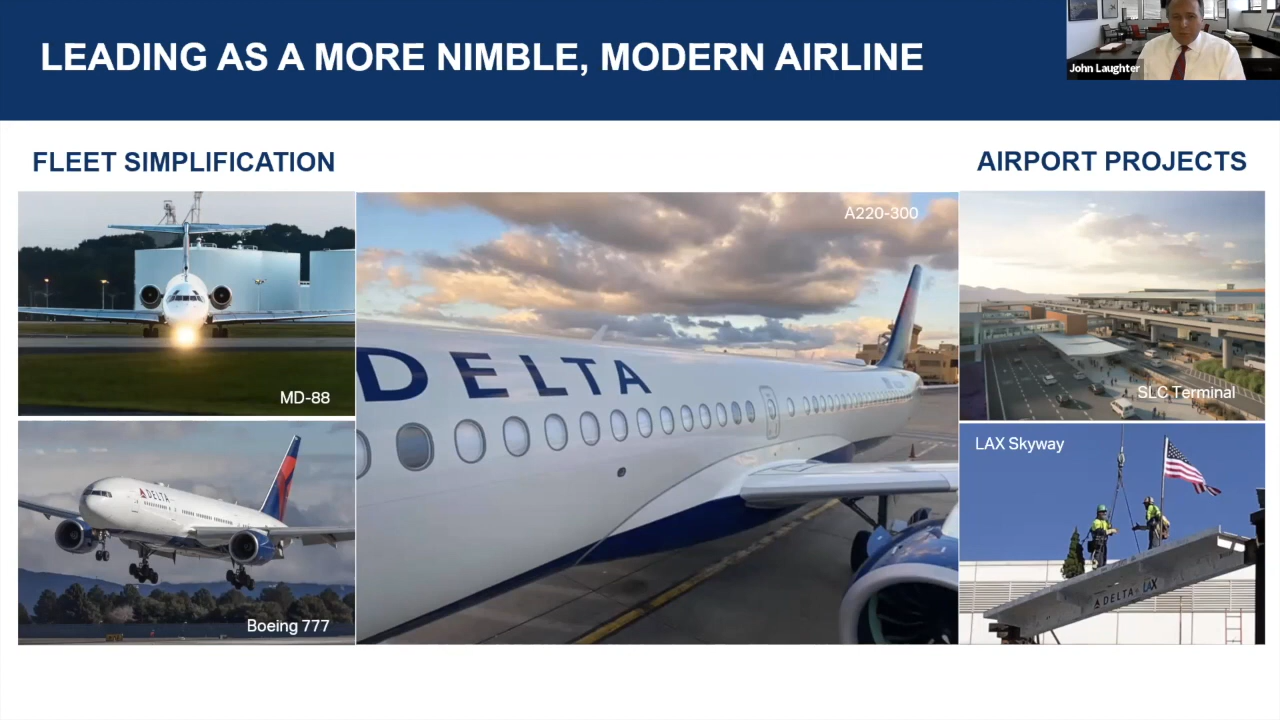 LEADING AS A MORE NIMBLE, MODERN AIRLINE
John Laughter
FLEET SIMPLIFICATION
AIRPORT PROJECTS
MD-88
A220-300
DELTA
SLC Terminal
DELTA
Boeing 777
LAX Skyway
DELTA LAX